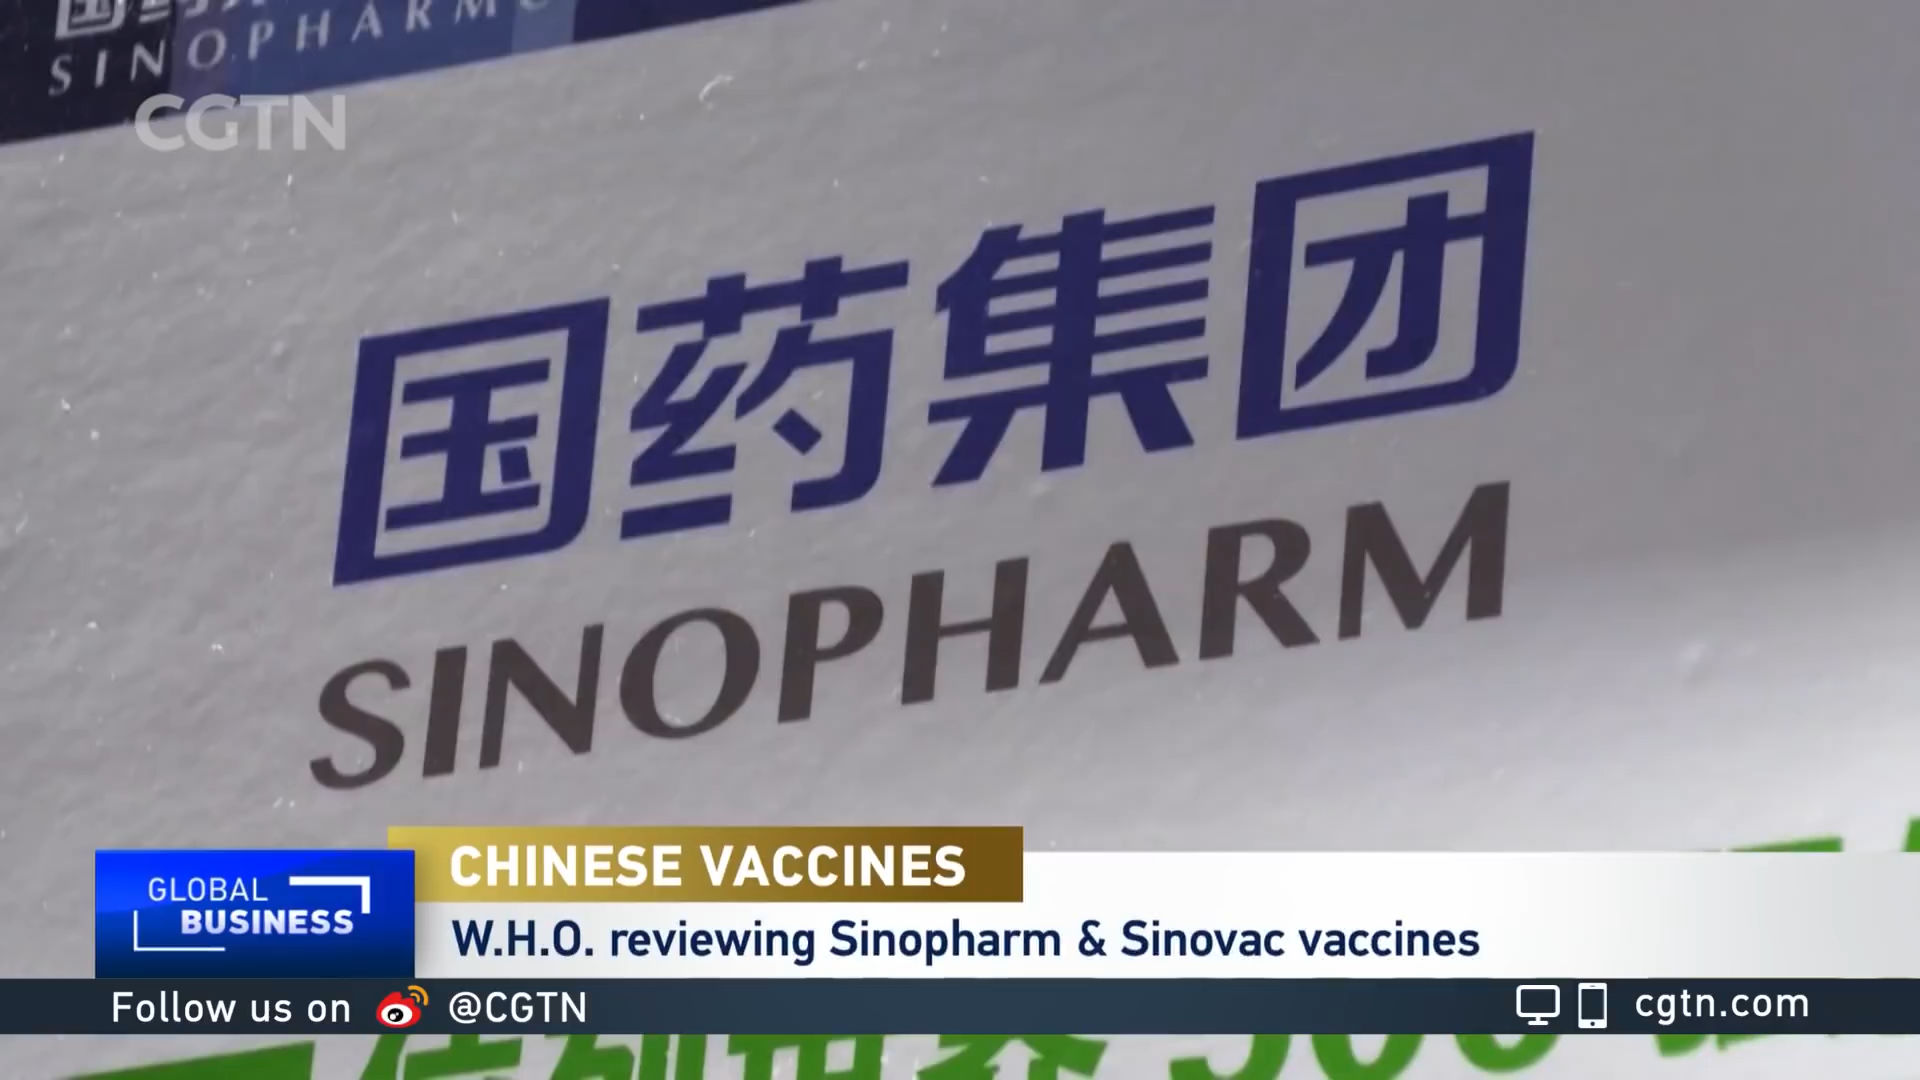 SINOPHARM
CGTN
国药集团
SINOPHARM
CHINESE VACCINES
GLOBAL
BUSINESS
W.H.O. reviewing Sinopharm & Sinovac vaccines
Follow us on @CGTN
cgtn.com